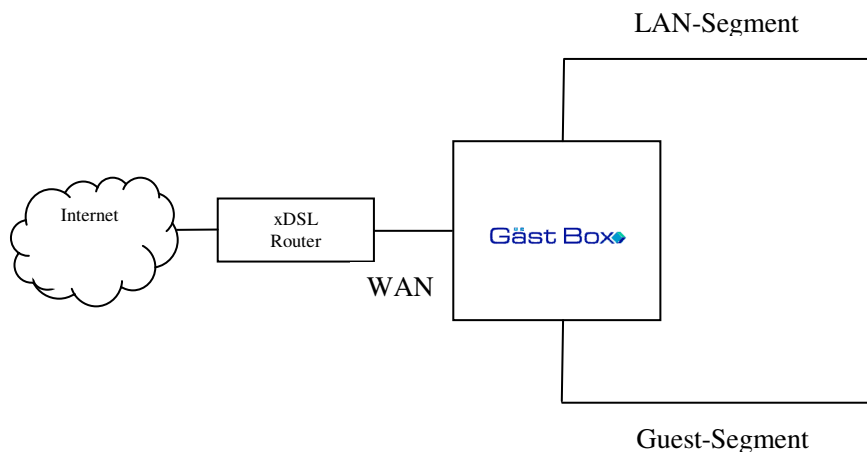 LAN-Segment
Internet
xDSL
Router
Gäst Box
WAN
Guest-Segment